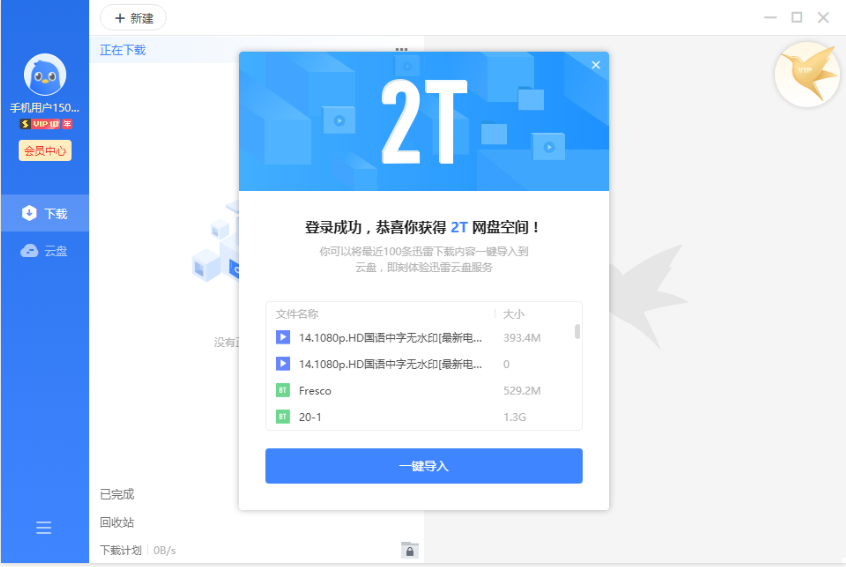 新建
正在下载
手机用户150...
VIP10 年
会员中心
下载
云盘
没有正
已完成
回收站
下载计划 0B/s
2T
登录成功，恭喜你获得 2T 网盘空间！
你可以将最近100条迅雷下载内容一键导入到
云盘，即刻体验迅雷云盘服务
文件名称 大小
14.1080p.HD国语中字无水印[最新电... 393.4M
14.1080p.HD国语中字无水印[最新电... 0
BT Fresco 529.2M
BT 20-1 1.3G
一键导入
VIP